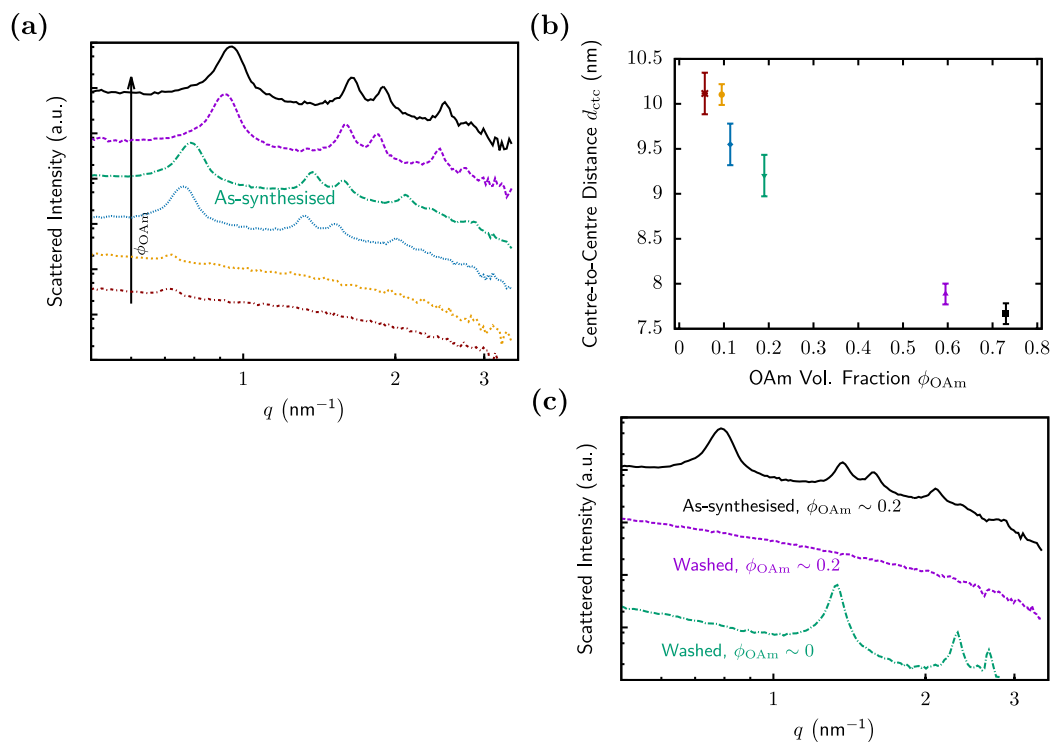 (a)
Scattered Intensity (a.u.)
ϕOAm
As-synthesised
1 2 3
q (nm⁻¹)
(b)
Centre-to-Centre Distance dctc (nm)
10.5
10
9.5
9
8.5
8
7.5
0 0.1 0.2 0.3 0.4 0.5 0.6 0.7 0.8
OAm Vol. Fraction ϕOAm
(c)
Scattered Intensity (a.u.)
As-synthesised, ϕOAm ∼ 0.2
Washed, ϕOAm ∼ 0.2
Washed, ϕOAm ∼ 0
1 2 3
q (nm⁻¹)